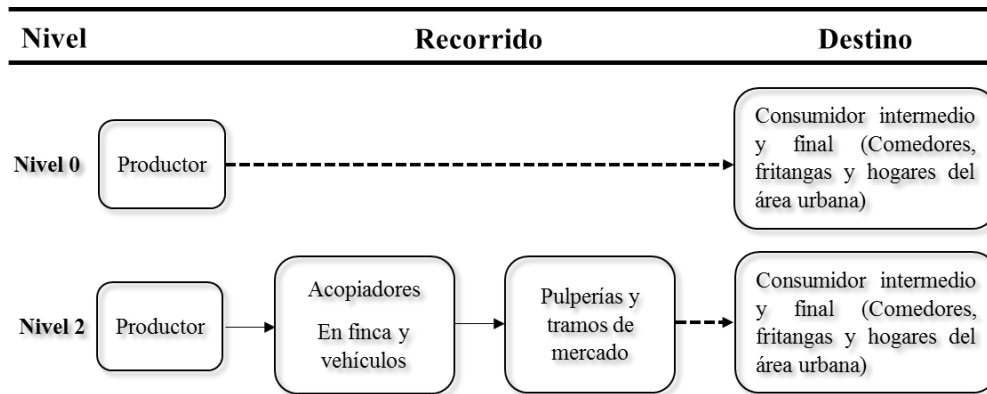 Nivel Recorrido Destino
Nivel 0
Productor
Consumidor intermedio
y final (Comedores,
fritangas y hogares del
área urbana)
Nivel 2
Productor
Acopiadores
En finca y
vehículos
Pulperías y
tramos de
mercado
Consumidor intermedio
y final (Comedores,
fritangas y hogares del
área urbana)